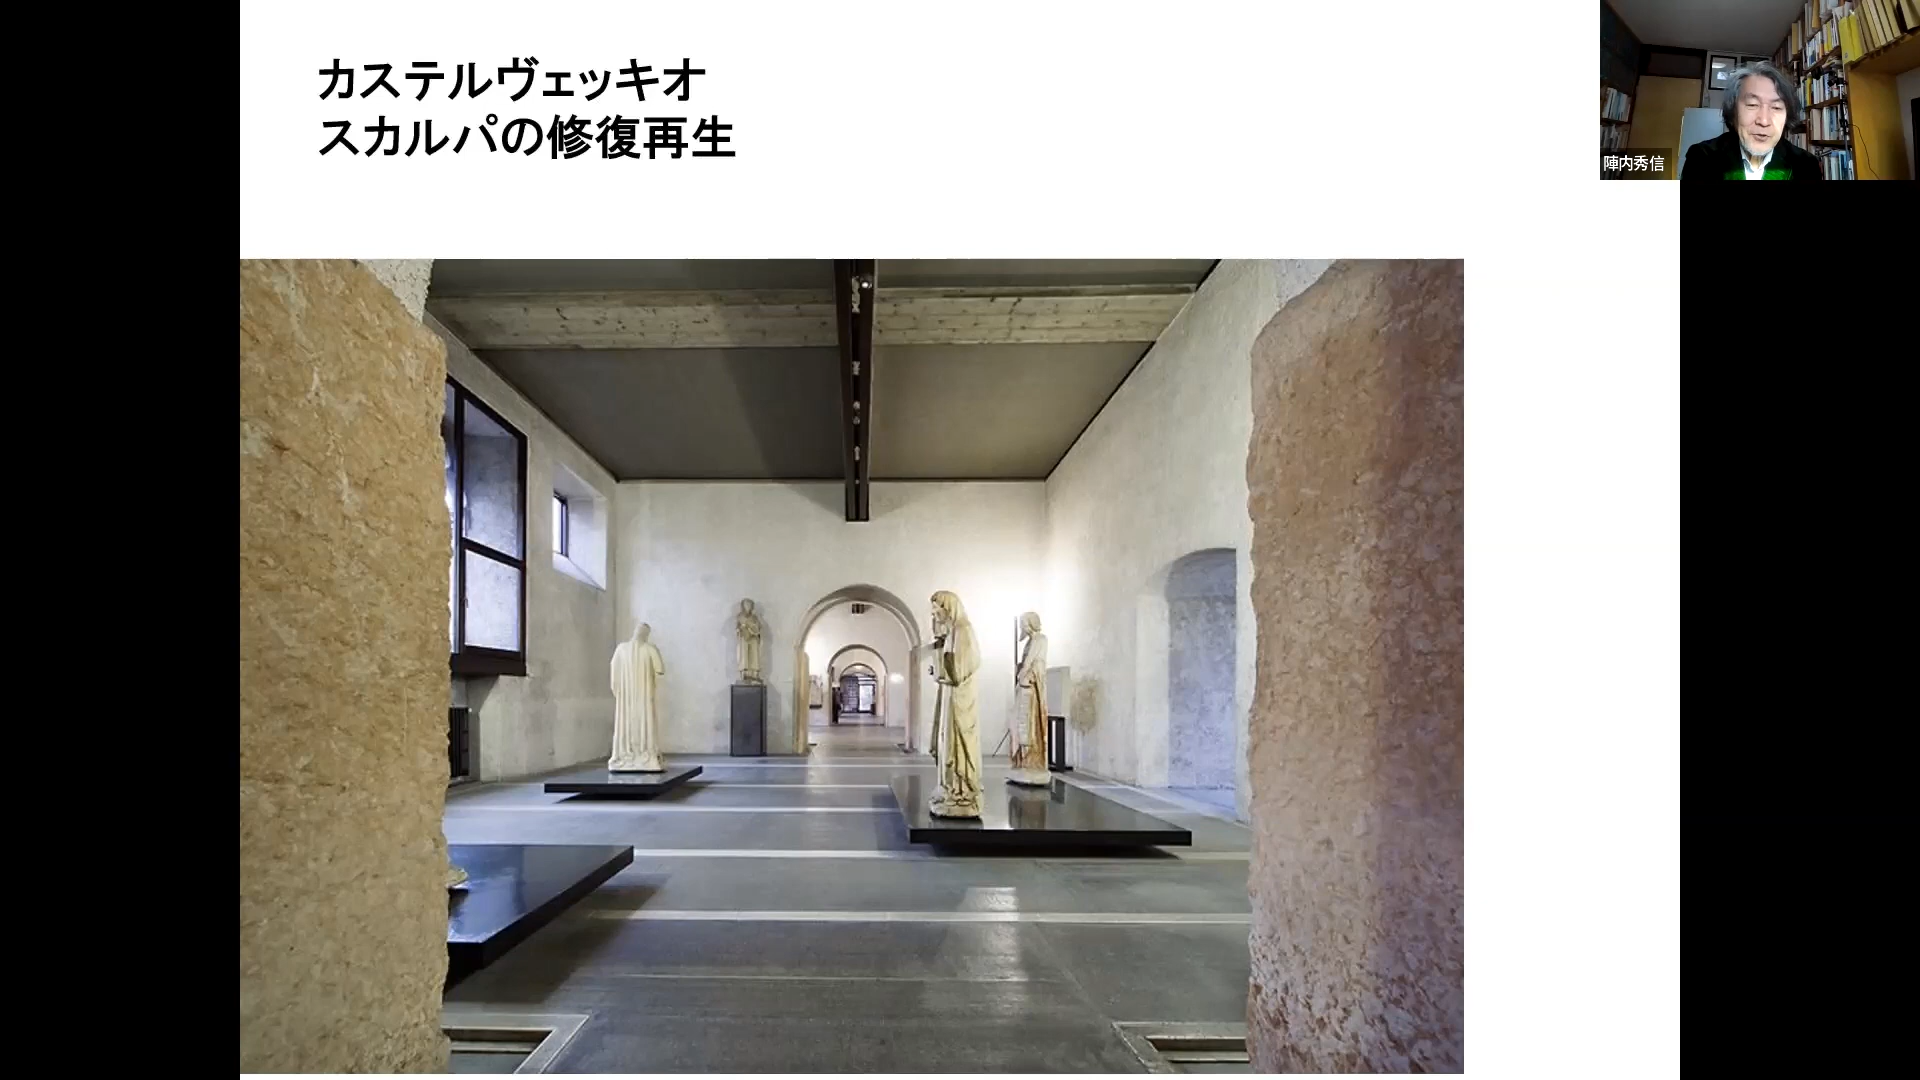 カステルヴェッキオ
スカルパの修復再生
陣内秀信